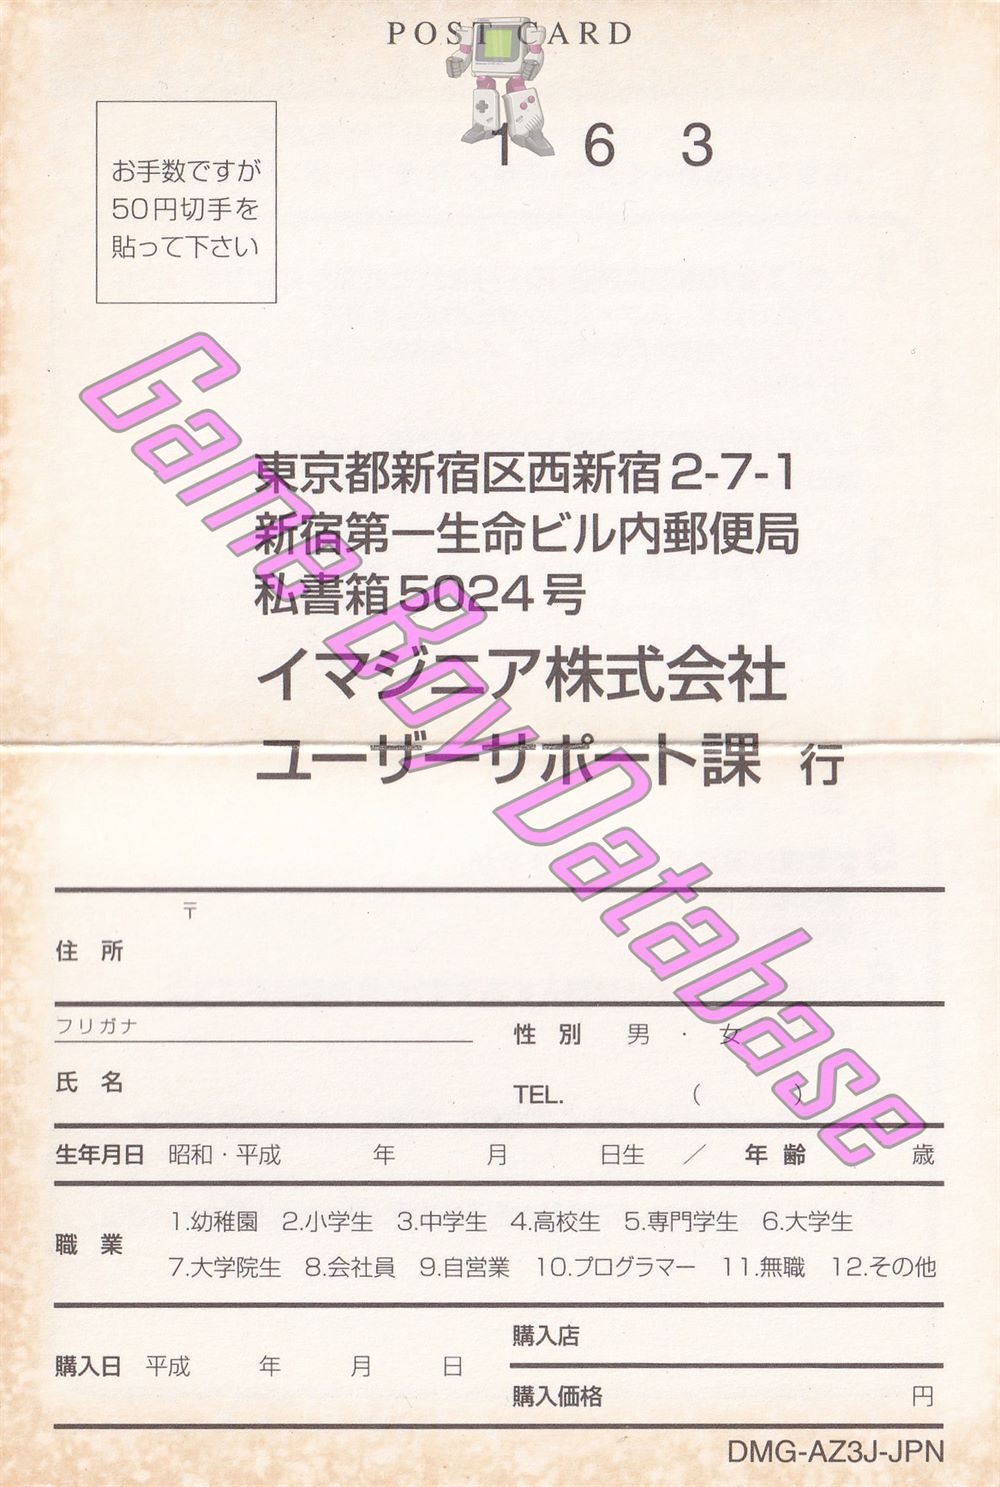 POST CARD
1 6 3
お手数ですが
50円切手を
貼って下さい
東京都新宿区西新宿2-7-1
新宿第一生命ビル内郵便局
私書箱5024号
イマジニア株式会社
ユーザーサポート課 行
Game Boy Database
〒
住 所
フリガナ
性 別 男 ・ 女
氏 名
TEL. ( )
生年月日 昭和・平成 年 月 日生 ／ 年 齢 歳
職 業
1.幼稚園 2.小学生 3.中学生 4.高校生 5.専門学生 6.大学生
7.大学院生 8.会社員 9.自営業 10.プログラマー 11.無職 12.その他
購入日 平成 年 月 日
購入店
購入価格 円
DMG-AZ3J-JPN